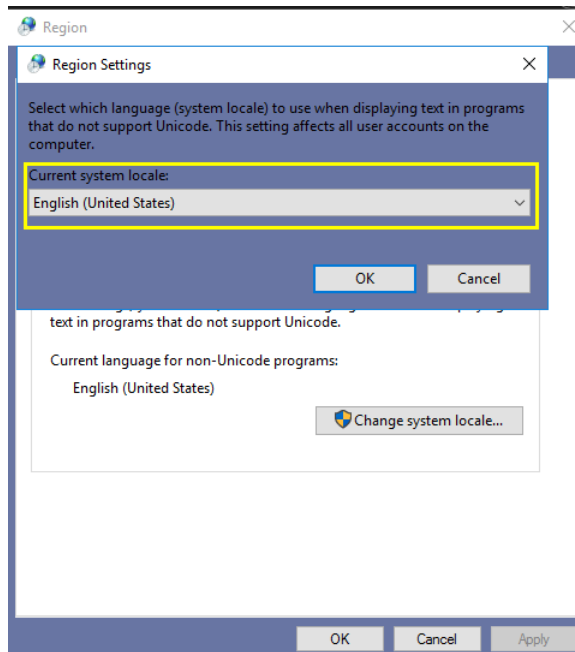 Region
Region Settings
Select which language (system locale) to use when displaying text in programs
that do not support Unicode. This setting affects all user accounts on the
computer.
Current system locale:
English (United States)
OK Cancel
text in programs that do not support Unicode.
Current language for non-Unicode programs:
English (United States)
Change system locale...
OK Cancel Apply